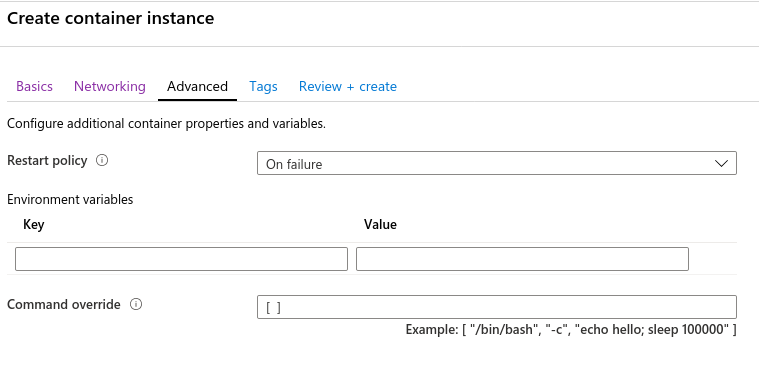 Create container instance
Basics Networking Advanced Tags Review + create
Configure additional container properties and variables.
Restart policy On failure
Environment variables
Key Value
Command override [ ]
Example: [ "/bin/bash", "-c", "echo hello; sleep 100000" ]